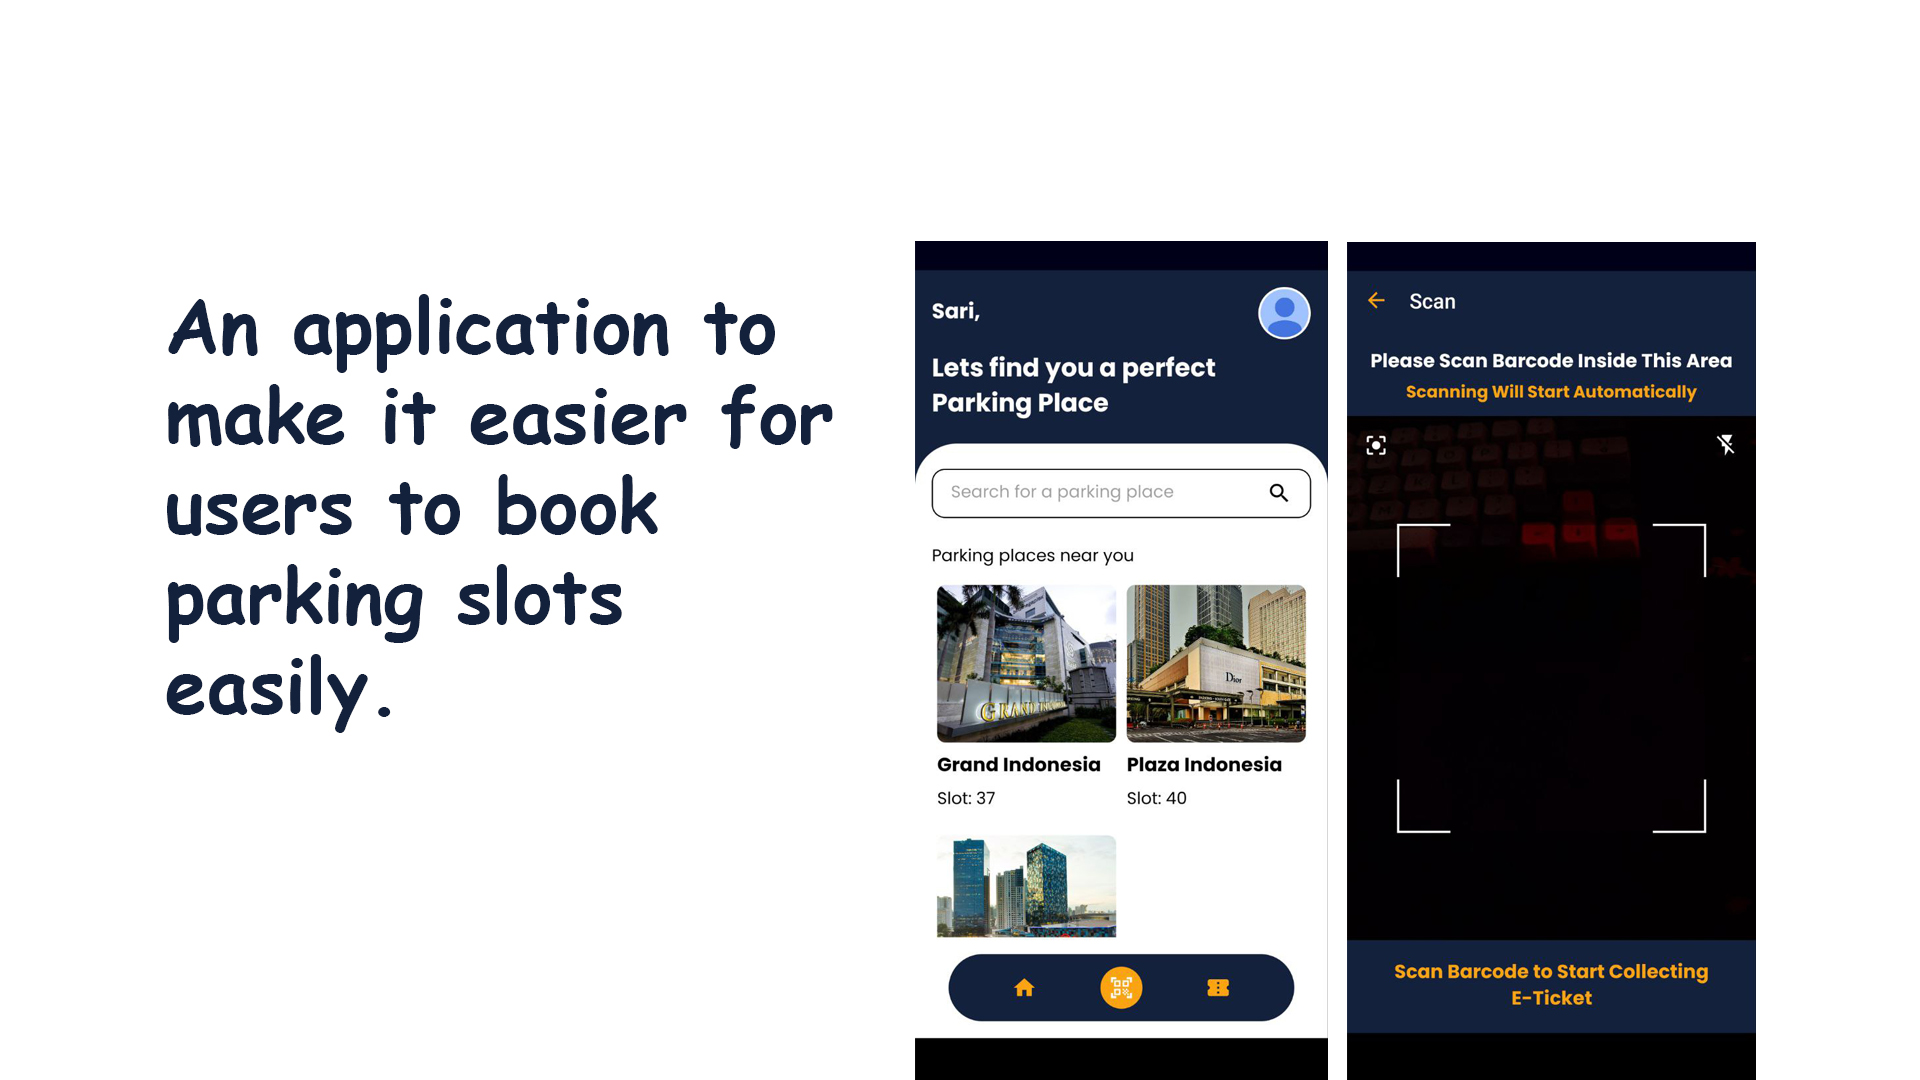 An application to
make it easier for
users to book
parking slots
easily.
Sari,
Lets find you a perfect
Parking Place
Search for a parking place
Parking places near you
GRAND
Dior
Grand Indonesia
Plaza Indonesia
Slot: 37
Slot: 40
Scan
Please Scan Barcode Inside This Area
Scanning Will Start Automatically
Scan Barcode to Start Collecting
E-Ticket